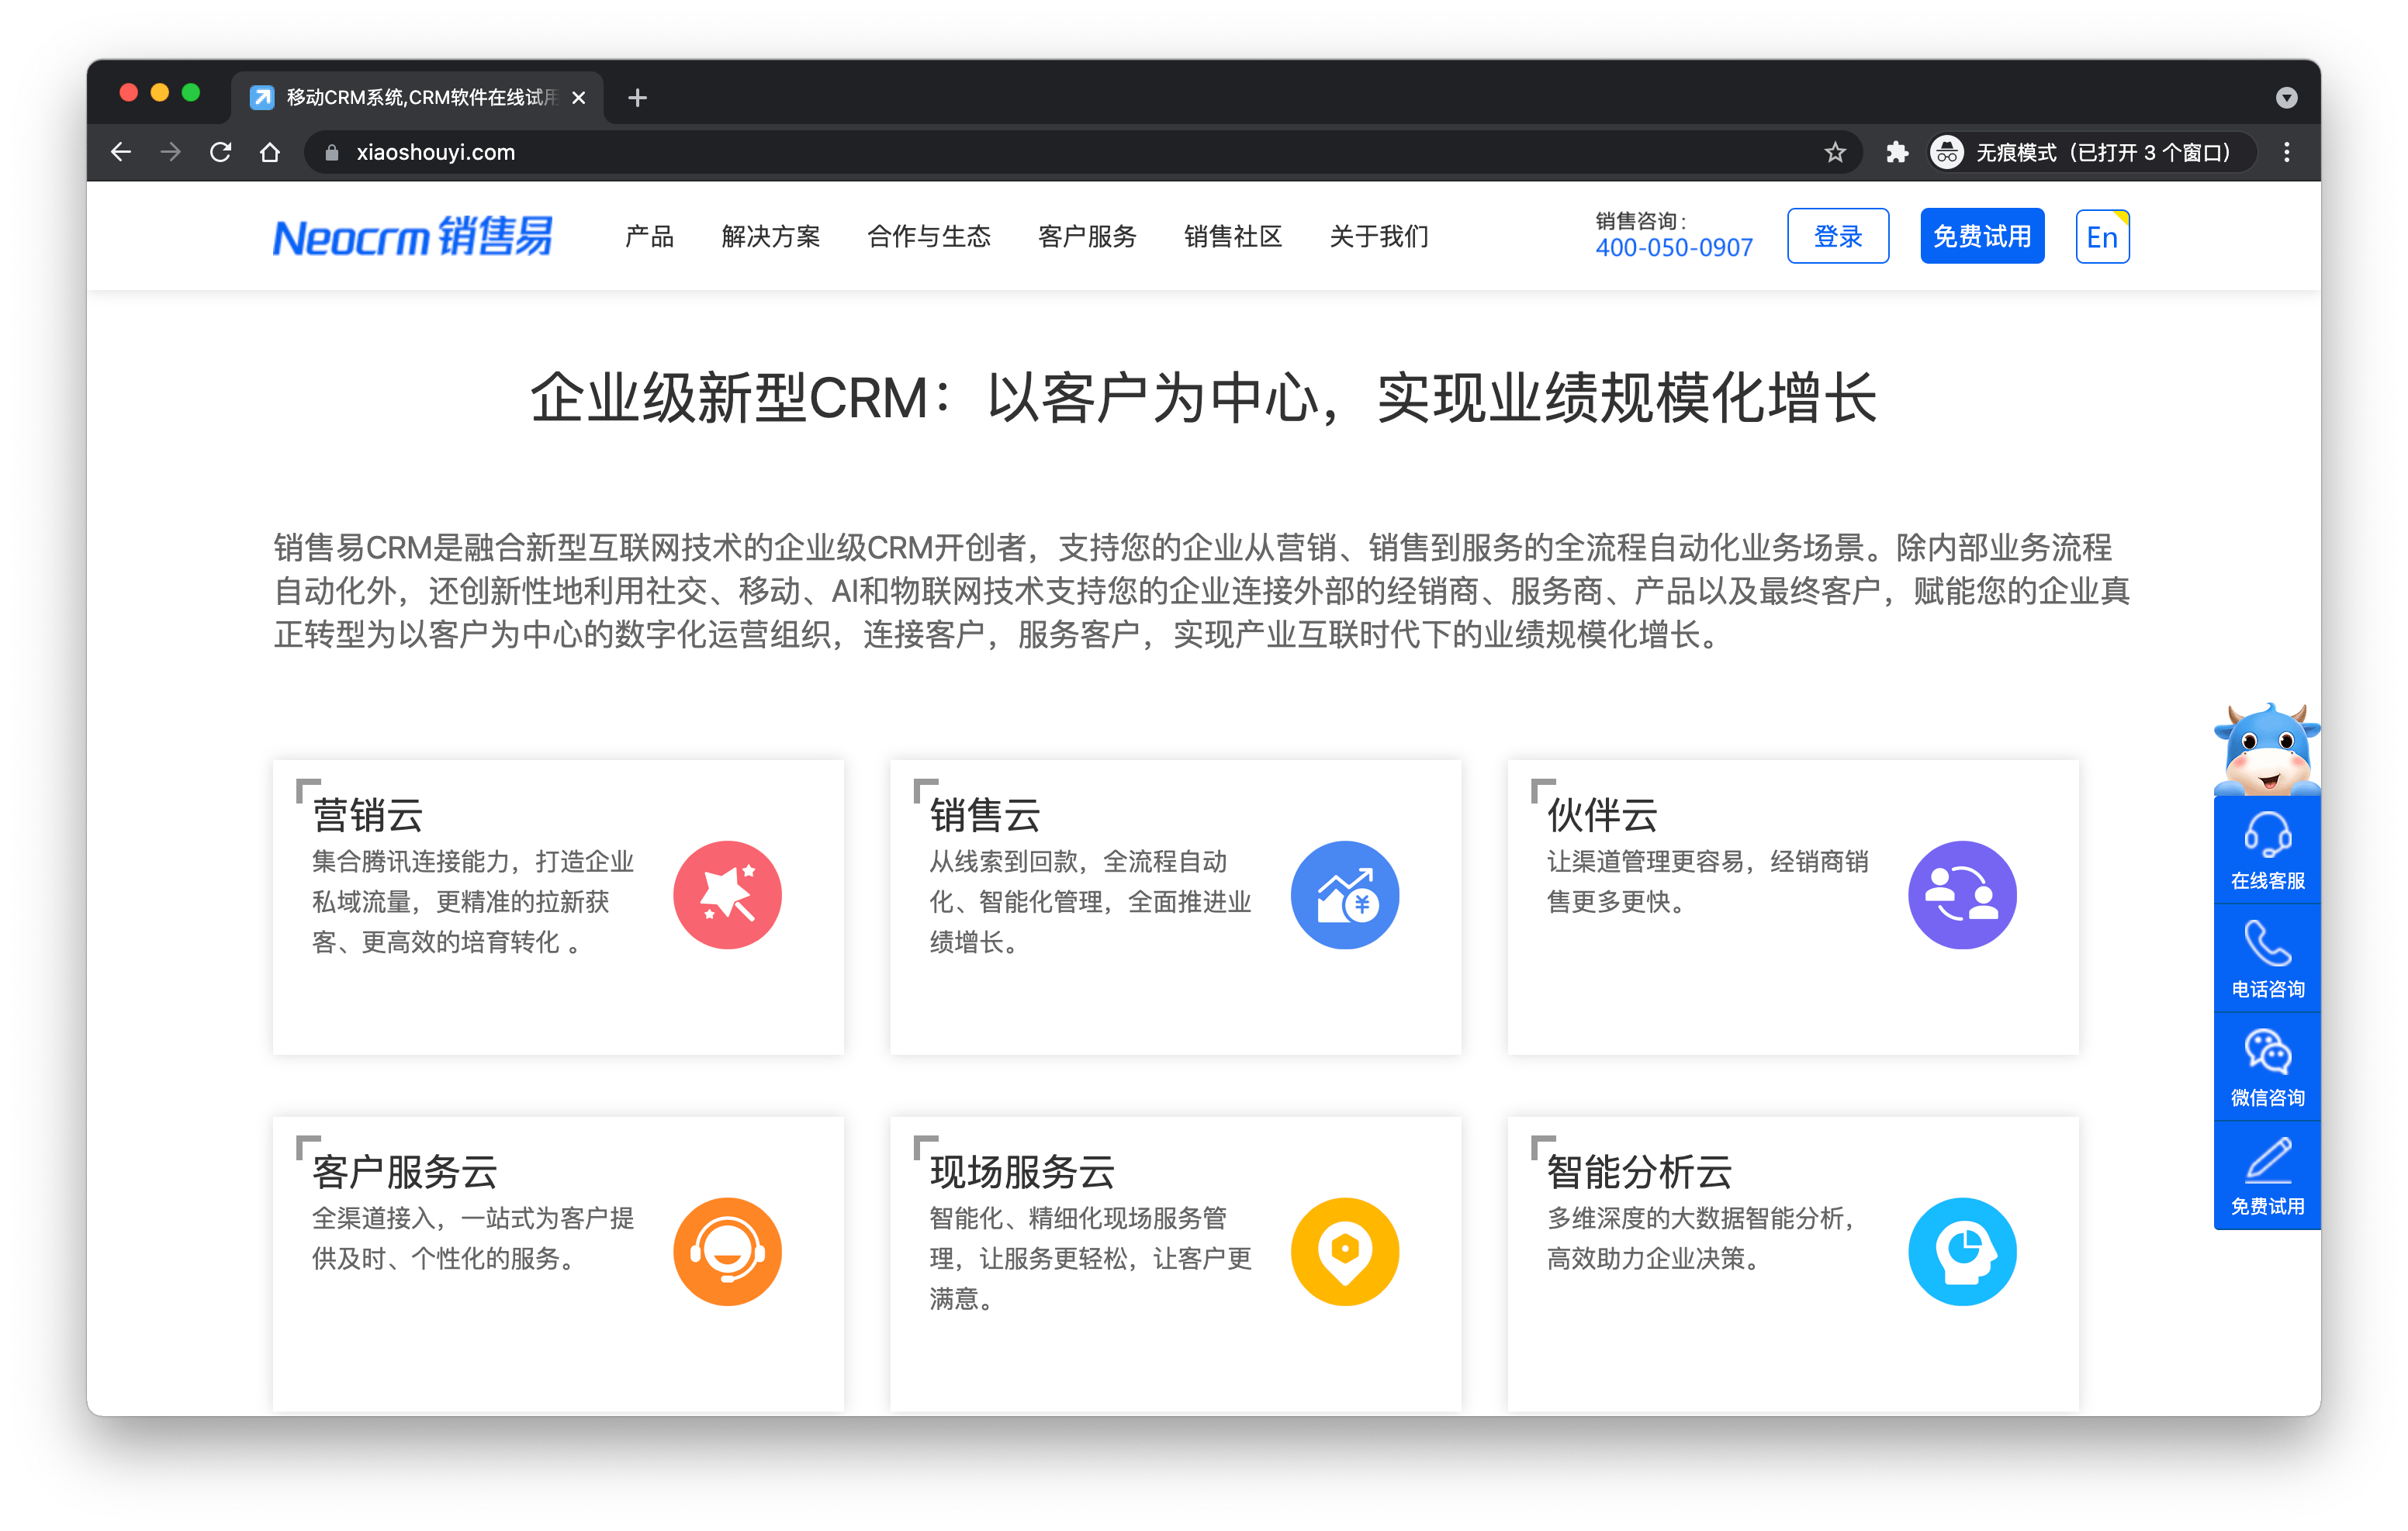 移动CRM系统,CRM软件在线试用
xiaoshouyi.com
无痕模式（已打开 3 个窗口）
Neocrm 销售易
产品
解决方案
合作与生态
客户服务
销售社区
关于我们
销售咨询：
400-050-0907
登录
免费试用
En
企业级新型CRM：以客户为中心，实现业绩规模化增长
销售易CRM是融合新型互联网技术的企业级CRM开创者，支持您的企业从营销、销售到服务的全流程自动化业务场景。除内部业务流程
自动化外，还创新性地利用社交、移动、AI和物联网技术支持您的企业连接外部的经销商、服务商、产品以及最终客户，赋能您的企业真
正转型为以客户为中心的数字化运营组织，连接客户，服务客户，实现产业互联时代下的业绩规模化增长。
营销云
集合腾讯连接能力，打造企业
私域流量，更精准的拉新获
客、更高效的培育转化 。
销售云
从线索到回款，全流程自动
化、智能化管理，全面推进业
绩增长。
伙伴云
让渠道管理更容易，经销商销
售更多更快。
客户服务云
全渠道接入，一站式为客户提
供及时、个性化的服务。
现场服务云
智能化、精细化现场服务管
理，让服务更轻松，让客户更
满意。
智能分析云
多维深度的大数据智能分析，
高效助力企业决策。
在线客服
电话咨询
微信咨询
免费试用